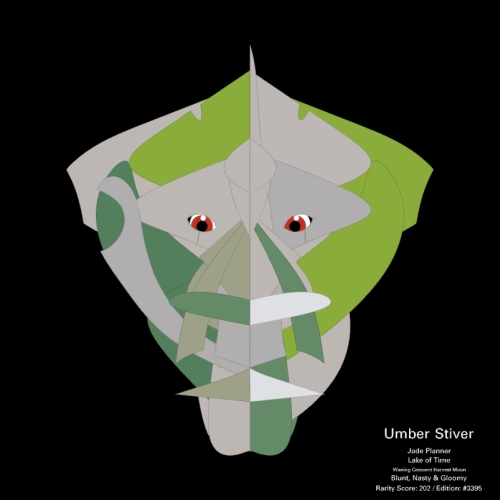 Umber Stiver
Jade Planner
Lake of Time
Waning Crescent Harvest Moon
Blunt, Nasty & Gloomy
Rarity Score: 202 / Edition: #3395